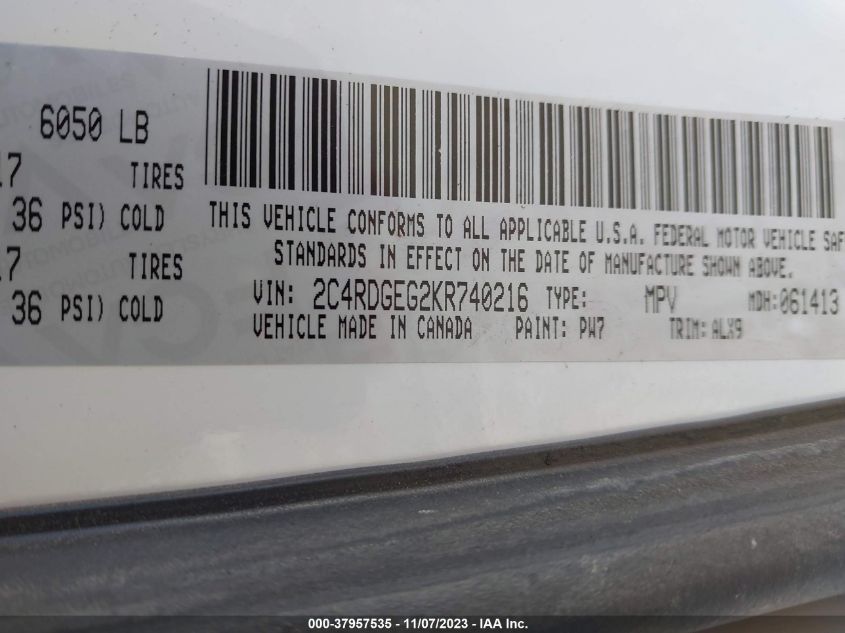 6050 LB
17 TIRES
36 PSI) COLD
17 TIRES
36 PSI) COLD
THIS VEHICLE CONFORMS TO ALL APPLICABLE U.S.A. FEDERAL MOTOR VEHICLE SAF
STANDARDS IN EFFECT ON THE DATE OF MANUFACTURE SHOWN ABOVE.
VIN: 2C4RDGEG2KR740216 TYPE: MPV MDH:061413
VEHICLE MADE IN CANADA PAINT: PW7 TRIM: ALX9
000-37957535 - 11/07/2023 - IAA Inc.